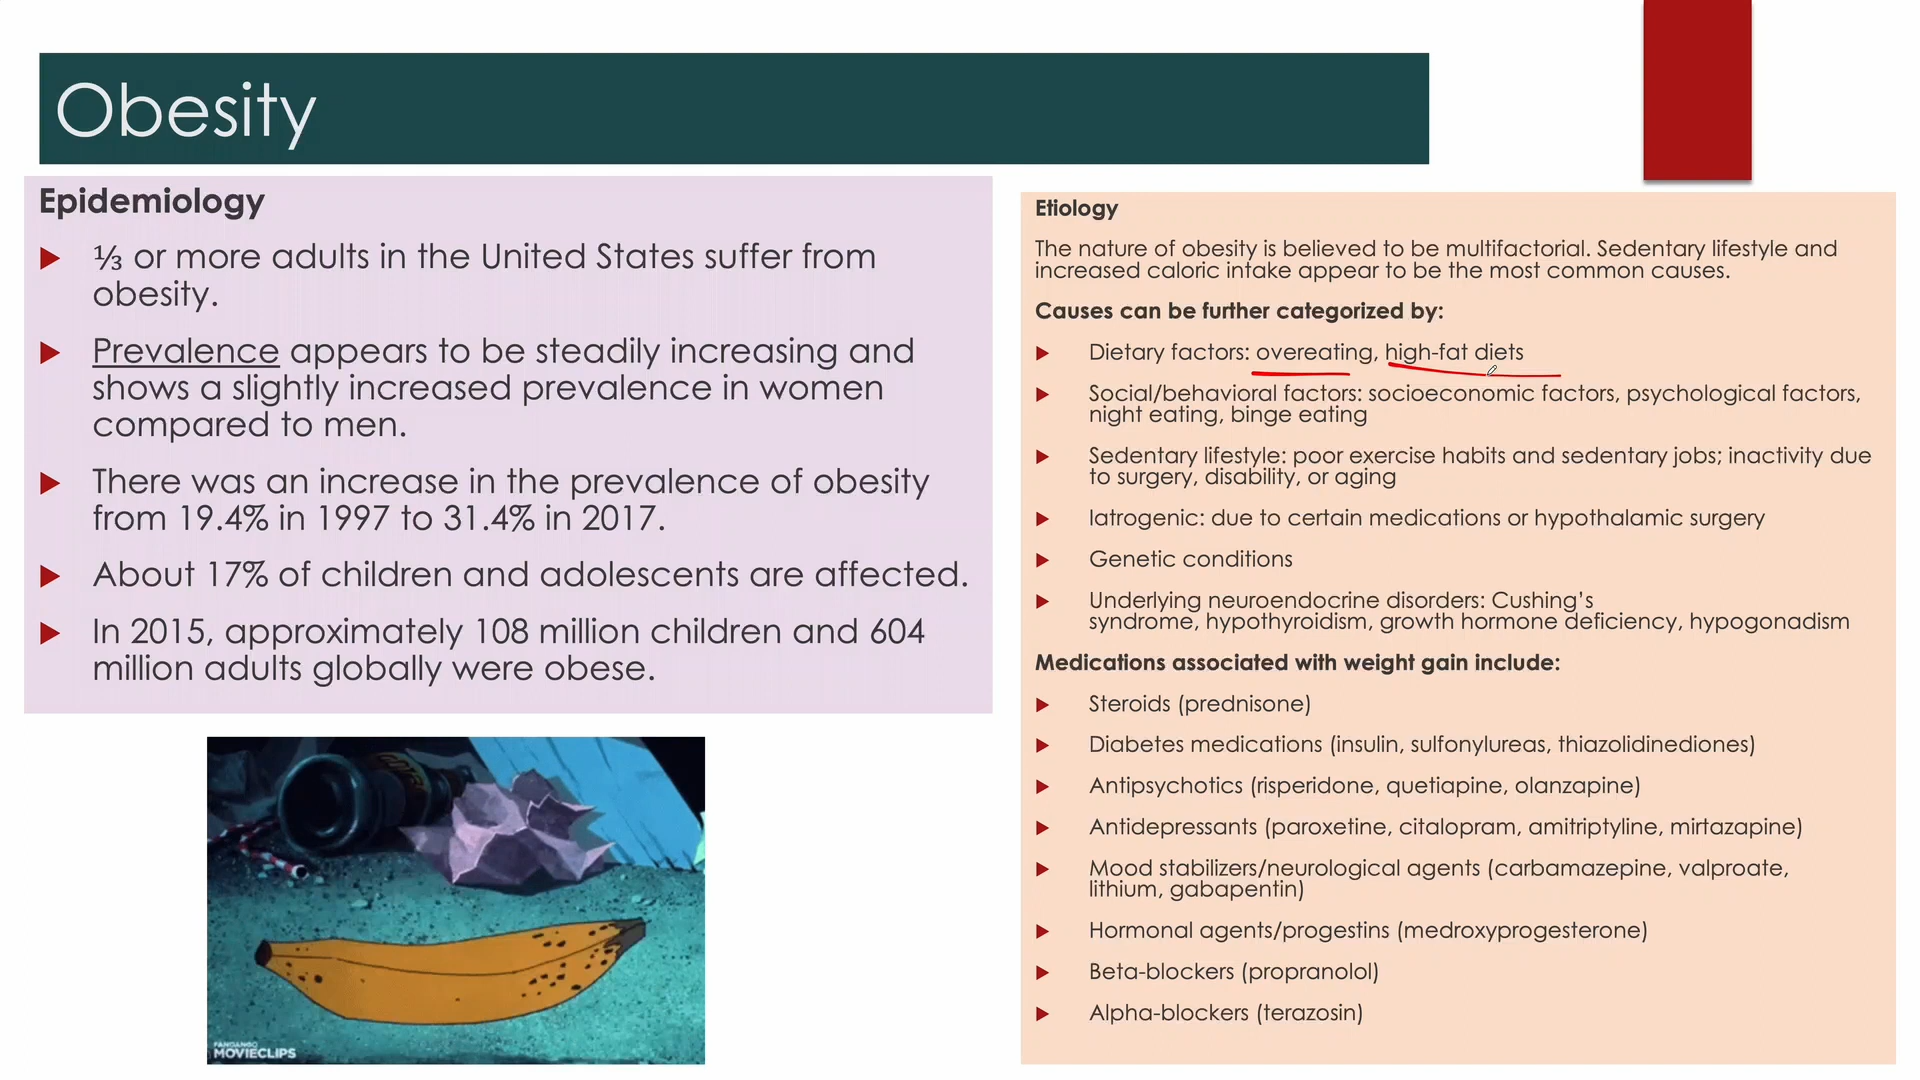 Obesity
Epidemiology
⅓ or more adults in the United States suffer from
obesity.
Prevalence appears to be steadily increasing and
shows a slightly increased prevalence in women
compared to men.
There was an increase in the prevalence of obesity
from 19.4% in 1997 to 31.4% in 2017.
About 17% of children and adolescents are affected.
In 2015, approximately 108 million children and 604
million adults globally were obese.
FANDANGO
MOVIECLIPS
Etiology
The nature of obesity is believed to be multifactorial. Sedentary lifestyle and
increased caloric intake appear to be the most common causes.
Causes can be further categorized by:
Dietary factors: overeating, high-fat diets
Social/behavioral factors: socioeconomic factors, psychological factors,
night eating, binge eating
Sedentary lifestyle: poor exercise habits and sedentary jobs; inactivity due
to surgery, disability, or aging
Iatrogenic: due to certain medications or hypothalamic surgery
Genetic conditions
Underlying neuroendocrine disorders: Cushing’s
syndrome, hypothyroidism, growth hormone deficiency, hypogonadism
Medications associated with weight gain include:
Steroids (prednisone)
Diabetes medications (insulin, sulfonylureas, thiazolidinediones)
Antipsychotics (risperidone, quetiapine, olanzapine)
Antidepressants (paroxetine, citalopram, amitriptyline, mirtazapine)
Mood stabilizers/neurological agents (carbamazepine, valproate,
lithium, gabapentin)
Hormonal agents/progestins (medroxyprogesterone)
Beta-blockers (propranolol)
Alpha-blockers (terazosin)